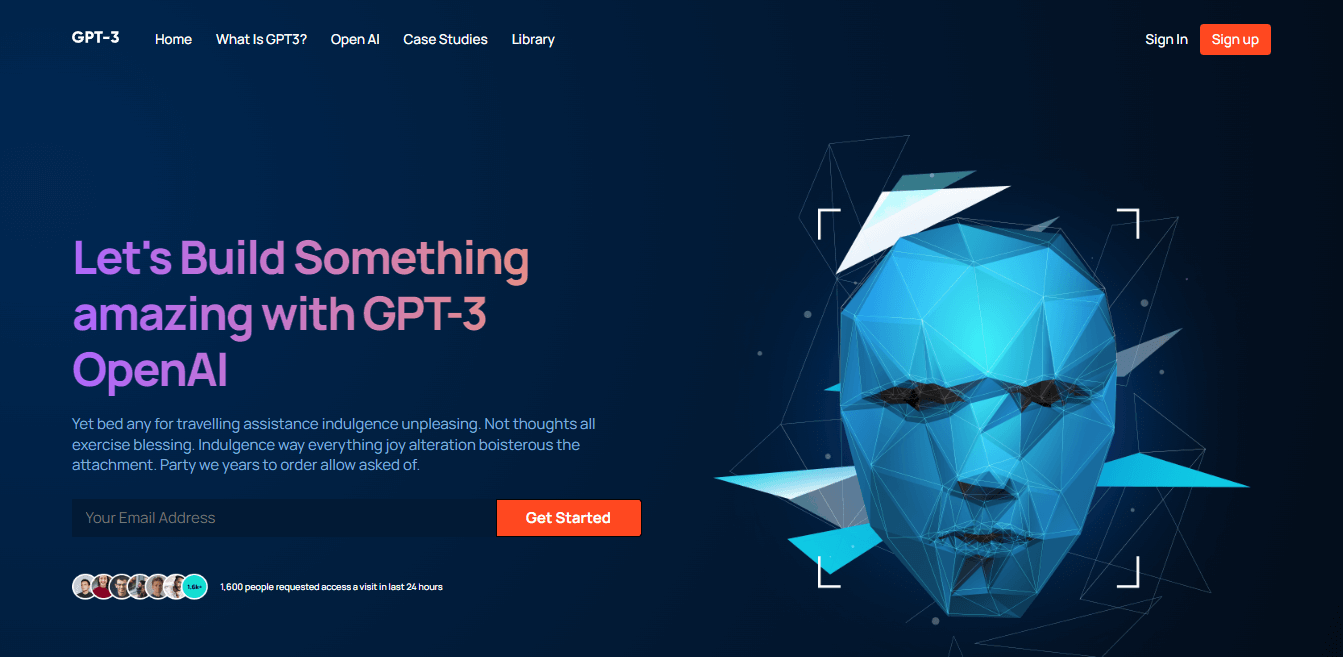 GPT-3
Home
What Is GPT3?
Open AI
Case Studies
Library
Sign In
Sign up
Let's Build Something
amazing with GPT-3
OpenAI
Yet bed any for travelling assistance indulgence unpleasing. Not thoughts all
exercise blessing. Indulgence way everything joy alteration boisterous the
attachment. Party we years to order allow asked of.
Your Email Address
Get Started
1.6k+
1,600 people requested access a visit in last 24 hours